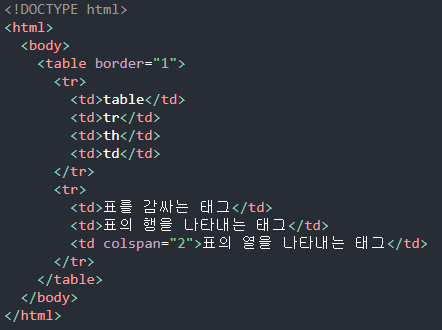 <!DOCTYPE html>
<html>
  <body>
    <table border="1">
      <tr>
        <td>table</td>
        <td>tr</td>
        <td>th</td>
        <td>td</td>
      </tr>
      <tr>
        <td>표를 감싸는 태그</td>
        <td>표의 행을 나타내는 태그</td>
        <td colspan="2">표의 열을 나타내는 태그</td>
      </tr>
    </table>
  </body>
</html>